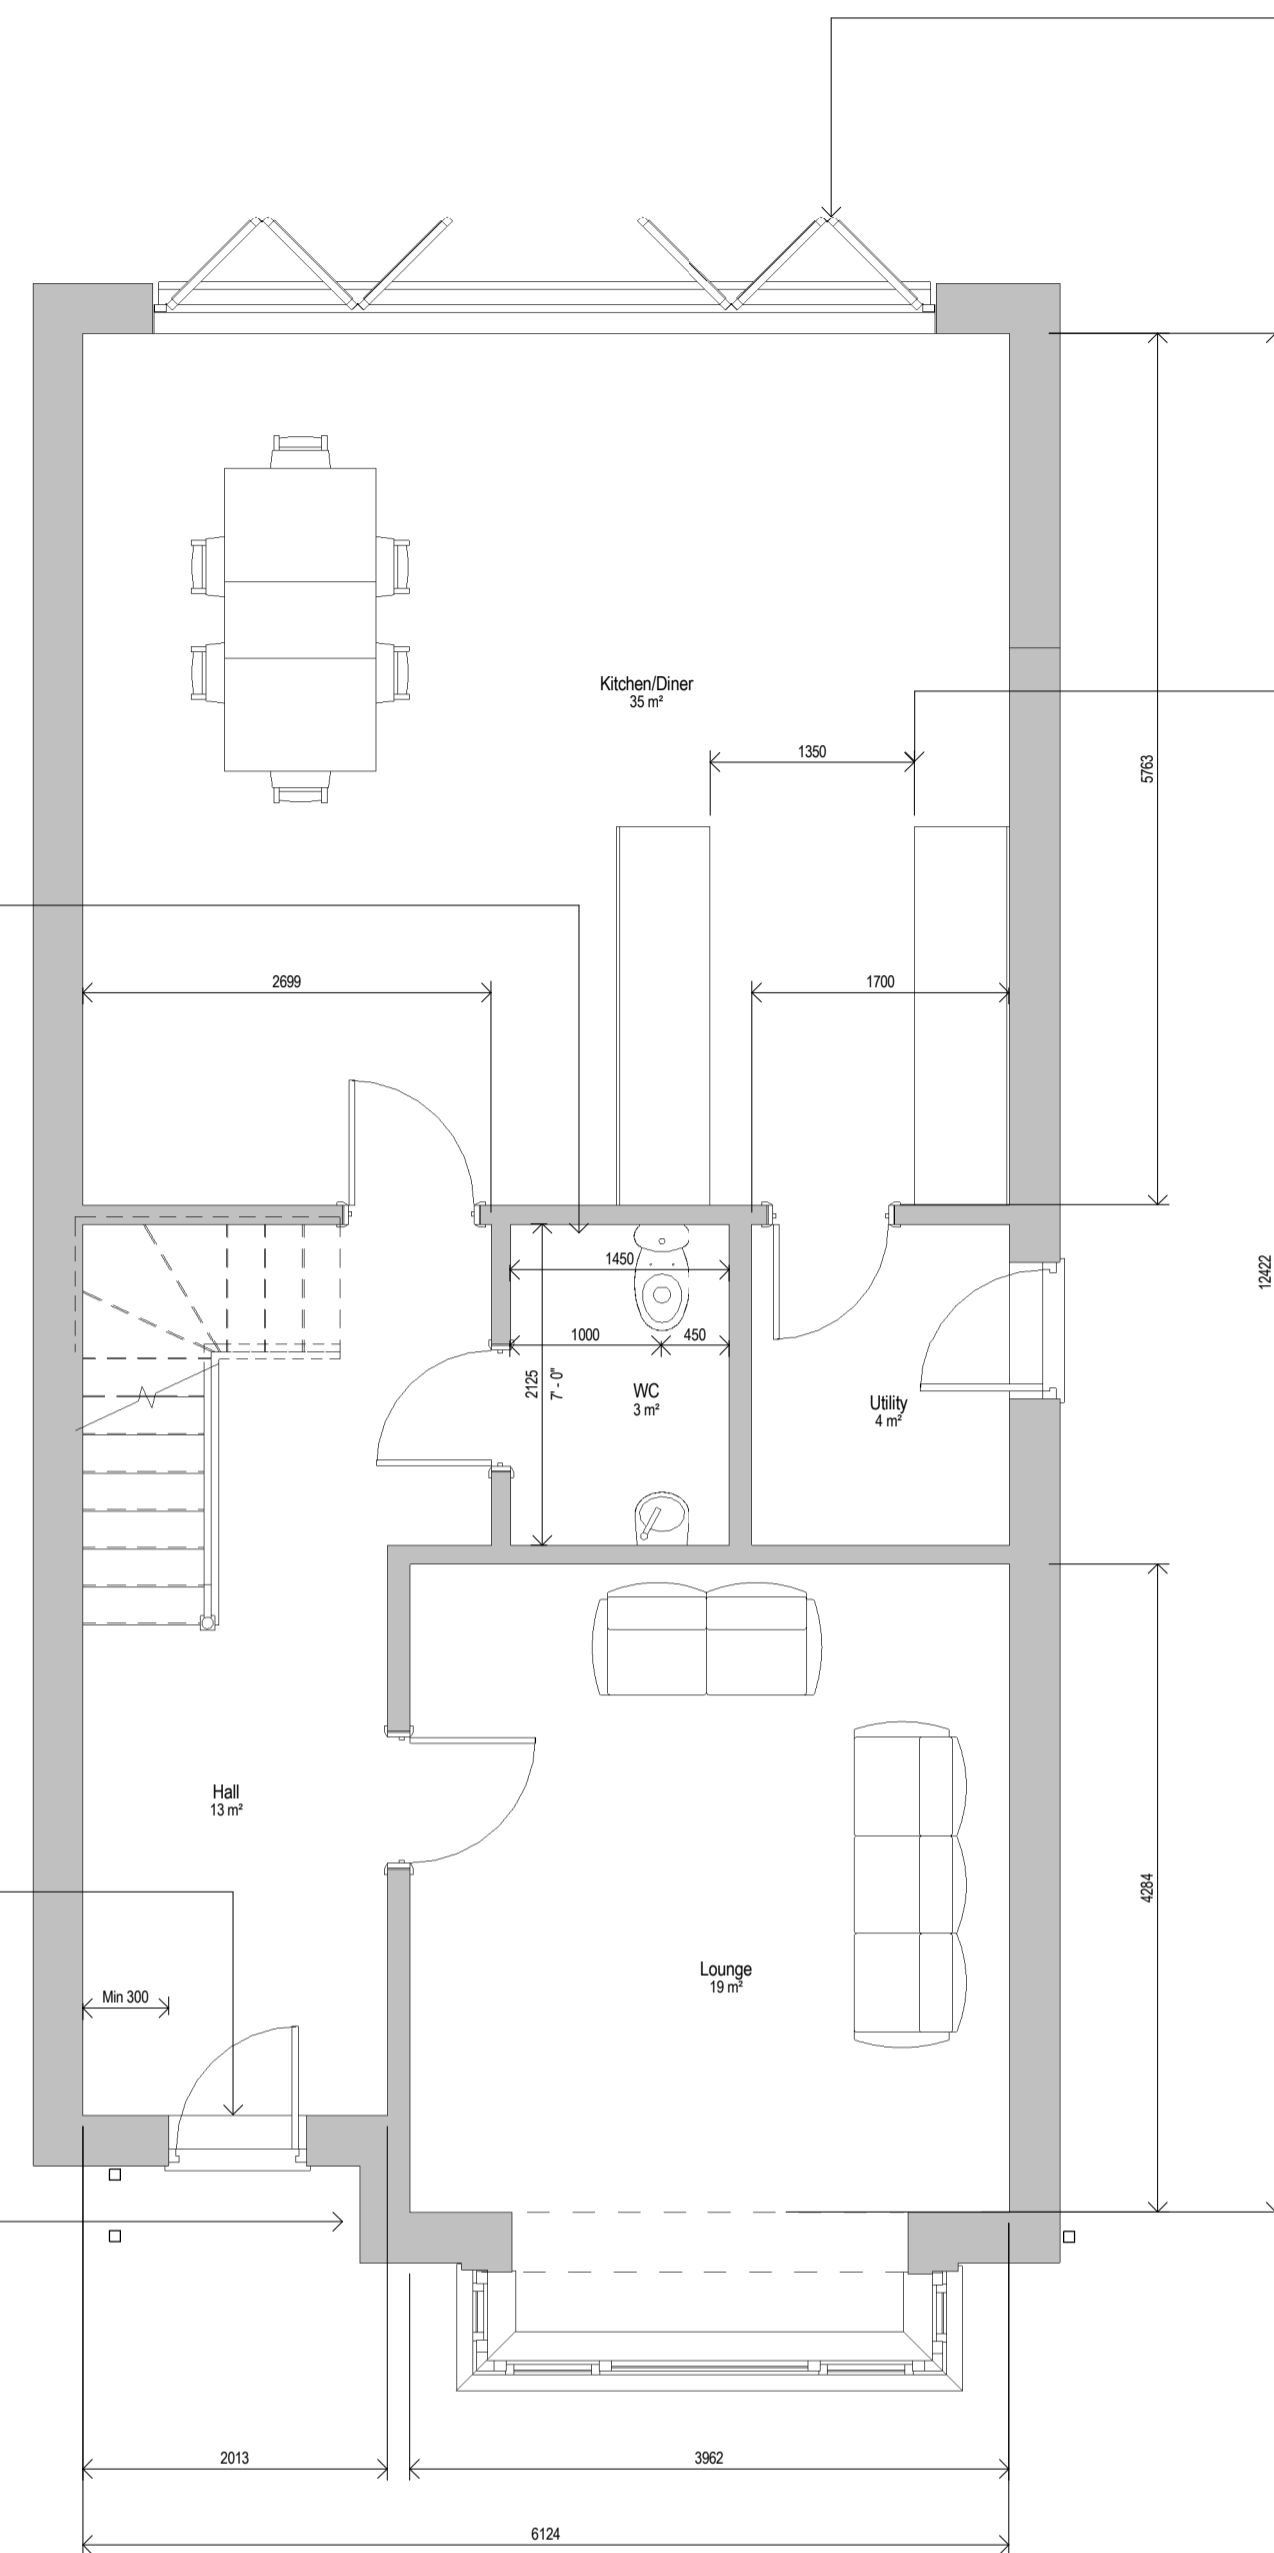 Kitchen/Diner
35 m²
1350
5763
2699
1700
12422
1450
1000
450
2125
7' - 0"
WC
3 m²
Utility
4 m²
Hall
13 m²
4284
Lounge
19 m²
Min 300
2013
3962
6124